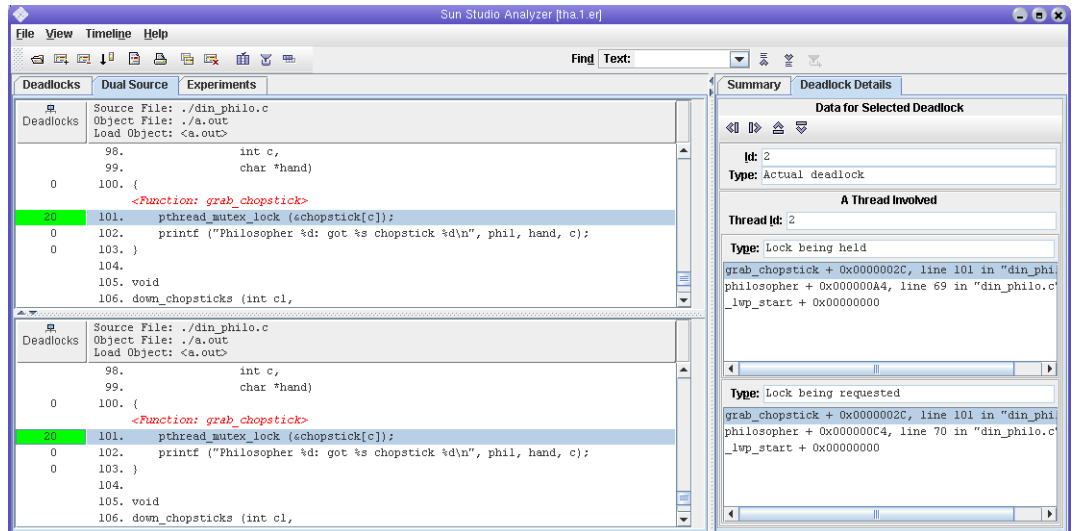 Sun Studio Analyzer [tha.1.er]
File View Timeline Help
Find Text:
Deadlocks Dual Source Experiments
Deadlocks
Source File: ./din_philo.c
Object File: ./a.out
Load Object: <a.out>
98. int c,
99. char *hand)
0 100. {
<Function: grab_chopstick>
20 101. pthread_mutex_lock (&chopstick[c]);
0 102. printf ("Philosopher %d: got %s chopstick %d\n", phil, hand, c);
0 103. }
104.
105. void
106. down_chopsticks (int c1,
Deadlocks
Source File: ./din_philo.c
Object File: ./a.out
Load Object: <a.out>
98. int c,
99. char *hand)
0 100. {
<Function: grab_chopstick>
20 101. pthread_mutex_lock (&chopstick[c]);
0 102. printf ("Philosopher %d: got %s chopstick %d\n", phil, hand, c);
0 103. }
104.
105. void
106. down_chopsticks (int c1,
Summary Deadlock Details
Data for Selected Deadlock
Id: 2
Type: Actual deadlock
A Thread Involved
Thread Id: 2
Type: Lock being held
grab_chopstick + 0x0000002C, line 101 in "din_phi
philosopher + 0x000000A4, line 69 in "din_philo.c"
_lwp_start + 0x00000000
Type: Lock being requested
grab_chopstick + 0x0000002C, line 101 in "din_phi
philosopher + 0x000000C4, line 70 in "din_philo.c"
_lwp_start + 0x00000000